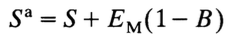 Sᵃ = S + E_M(1 − B)